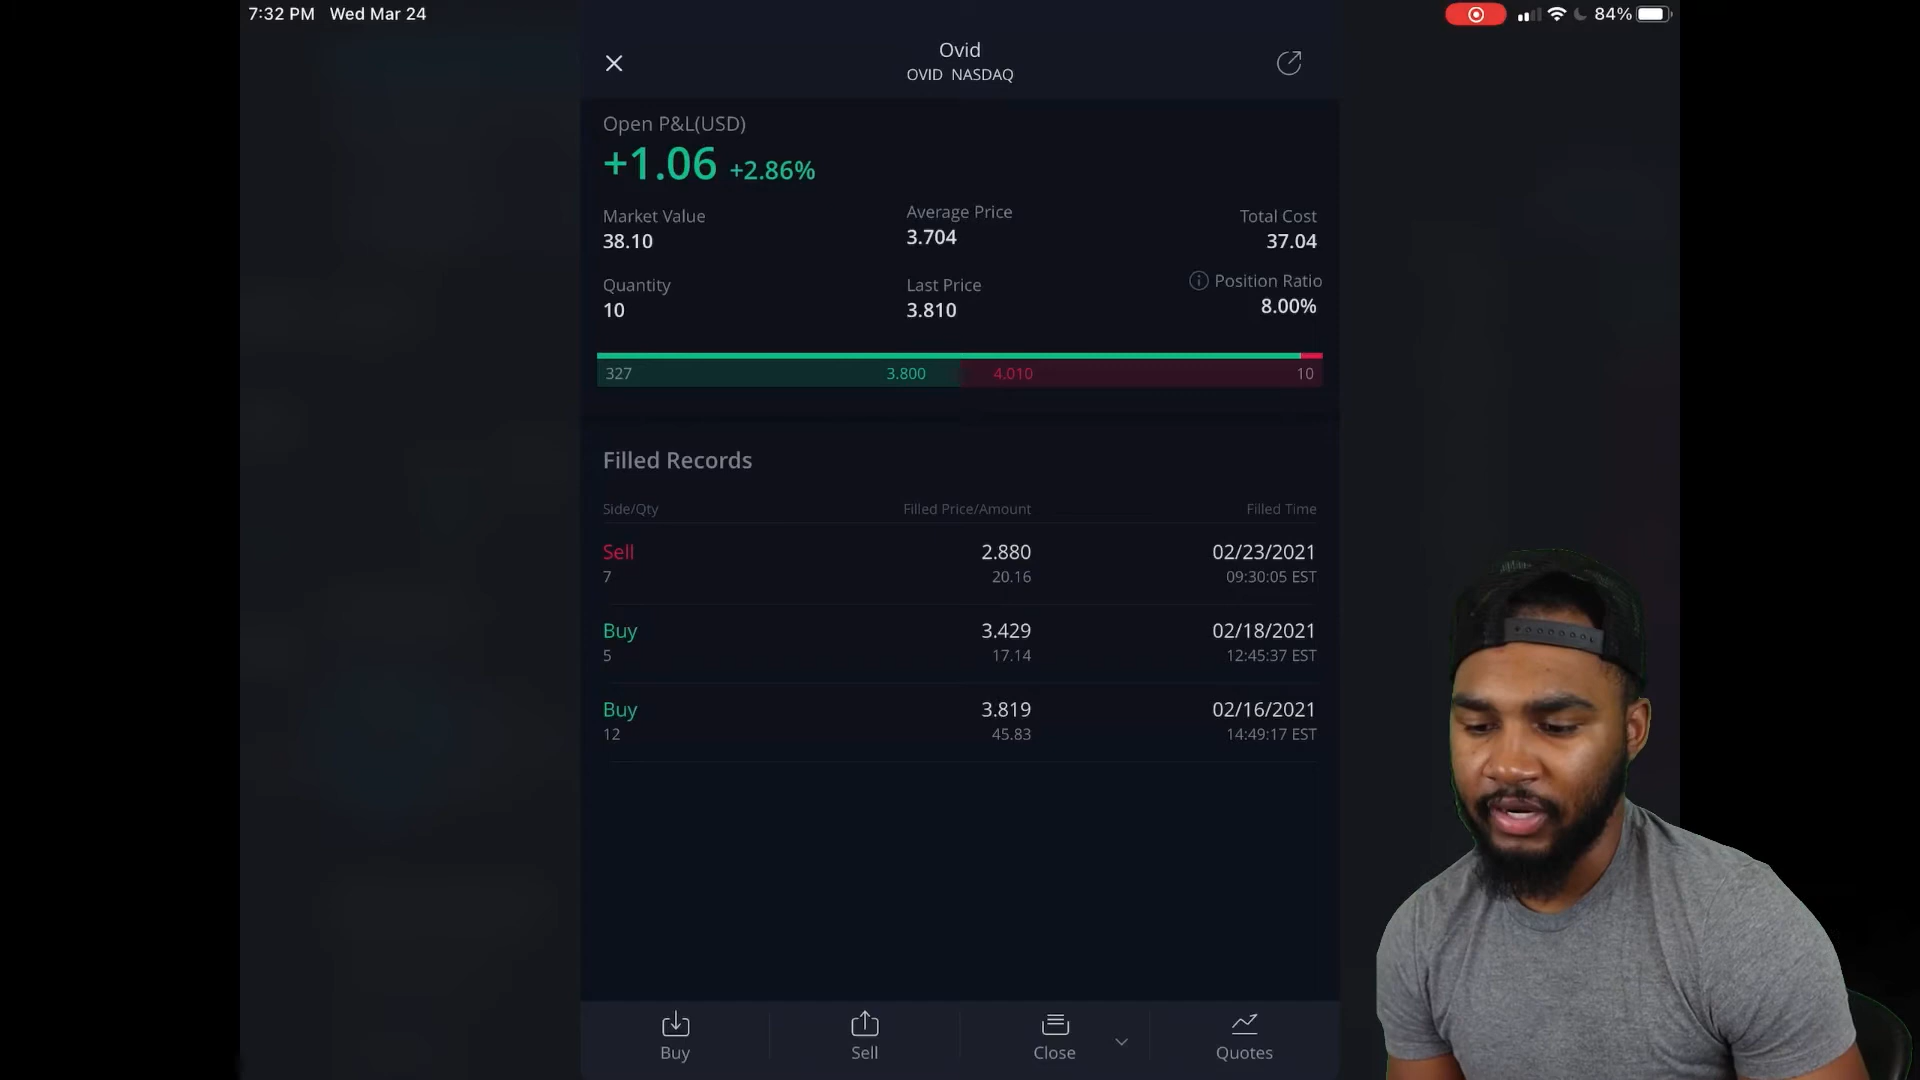 7:32 PM Wed Mar 24
84%
Ovid
OVID NASDAQ
Open P&L(USD)
+1.06 +2.86%
Market Value Average Price Total Cost
38.10 3.704 37.04
Quantity Last Price Position Ratio
10 3.810 8.00%
327 3.800 4.010 10
Filled Records
Side/Qty Filled Price/Amount Filled Time
Sell 2.880 02/23/2021
7 20.16 09:30:05 EST
Buy 3.429 02/18/2021
5 17.14 12:45:37 EST
Buy 3.819 02/16/2021
12 45.83 14:49:17 EST
Buy Sell Close Quotes